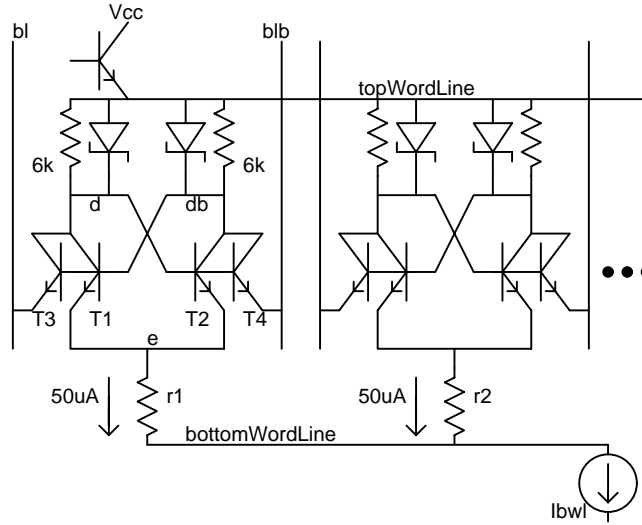 Vcc
bl
blb
topWordLine
6k
6k
d
db
T3
T1
T2
T4
e
50uA
r1
50uA
r2
bottomWordLine
Ibwl